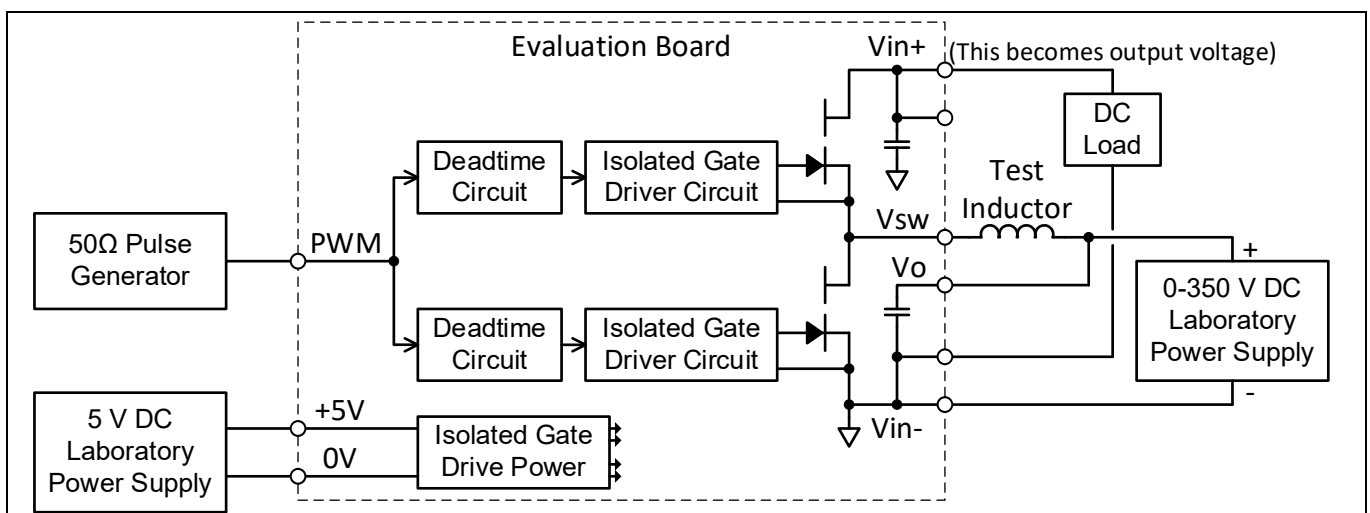 Evaluation Board
Vin+
(This becomes output voltage)
DC
Load
Deadtime
Circuit
Isolated Gate
Driver Circuit
Test
Inductor
Vsw
50Ω Pulse
Generator
PWM
Vo
+
0-350 V DC
Laboratory
Power Supply
-
Deadtime
Circuit
Isolated Gate
Driver Circuit
5 V DC
Laboratory
Power Supply
+5V
0V
Isolated Gate
Drive Power
Vin-